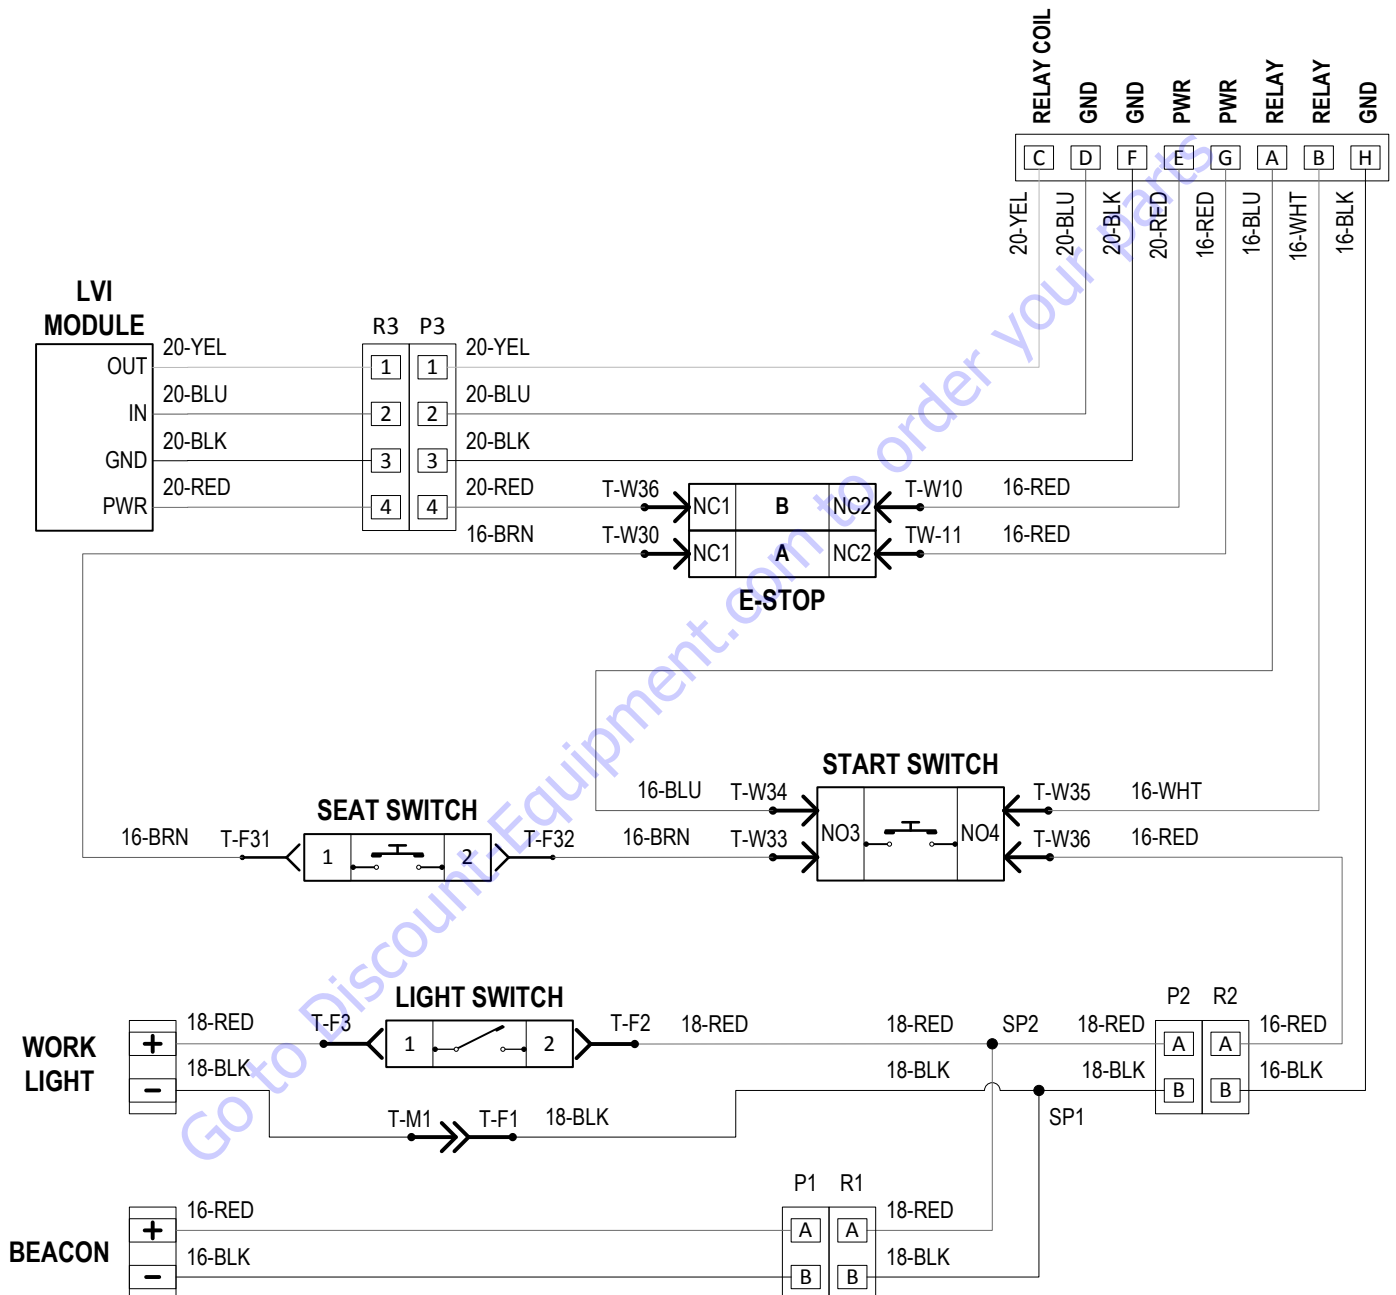 RELAY COIL
GND
GND
PWR
PWR
RELAY
RELAY
GND
C D F E G A B H
20-YEL
20-BLU
20-BLK
20-RED
16-RED
16-BLU
16-WHT
16-BLK
LVI
MODULE
R3 P3
OUT 20-YEL 1 1 20-YEL
IN 20-BLU 2 2 20-BLU
GND 20-BLK 3 3 20-BLK
PWR 20-RED 4 4 20-RED T-W36 NC1 B NC2 T-W10 16-RED
16-BRN T-W30 NC1 A NC2 TW-11 16-RED
E-STOP
START SWITCH
16-BLU T-W34 T-W35 16-WHT
NO3 NO4
SEAT SWITCH
16-BRN T-F31 1 2 T-F32 16-BRN T-W33 T-W36 16-RED
P2 R2
LIGHT SWITCH
WORK
LIGHT
+ 18-RED T-F3 1 2 T-F2 18-RED 18-RED SP2 18-RED A A 16-RED
- 18-BLK 18-BLK 18-BLK B B 16-BLK
T-M1 T-F1 18-BLK SP1
P1 R1
BEACON
+ 16-RED A A 18-RED
- 16-BLK B B 18-BLK
Go to Discount-Equipment.com to order your parts